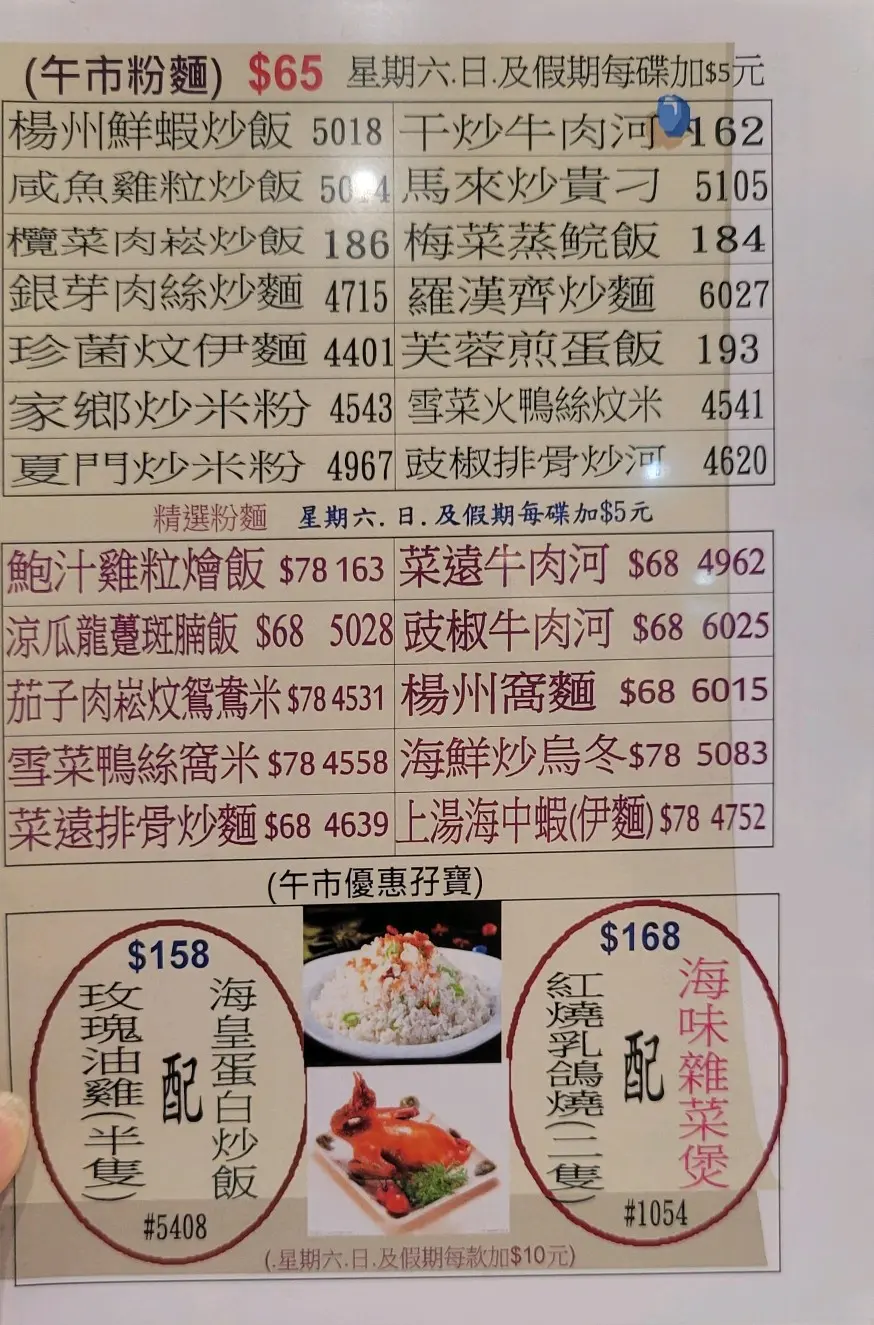 (午市粉麵) $65 星期六.日.及假期每碟加$5元
楊州鮮蝦炒飯 5018 干炒牛肉河 162
咸魚雞粒炒飯 馬來炒貴刁 5105
欖菜肉崧炒飯 186 梅菜蒸鯇飯 184
銀芽肉絲炒麵 4715 羅漢齊炒麵 6027
珍菌炆伊麵 4401 芙蓉煎蛋飯 193
家鄉炒米粉 4543 雪菜火鴨絲炆米 4541
夏門炒米粉 4967 豉椒排骨炒河 4620
精選粉麵 星期六.日.及假期每碟加$5元
鮑汁雞粒燴飯 $78 163 菜遠牛肉河 $68 4962
涼瓜龍躉斑腩飯 $68 5028 豉椒牛肉河 $68 6025
茄子肉崧炆鴛鴦米 $78 4531 楊州窩麵 $68 6015
雪菜鴨絲窩米 $78 4558 海鮮炒烏冬 $78 5083
菜遠排骨炒麵 $68 4639 上湯海中蝦(伊麵) $78 4752
(午市優惠孖寶)
$158
海皇蛋白炒飯
配
玫瑰油雞(半隻)
#5408
$168
海味雜菜煲
配
紅燒乳鴿燒(二隻)
#1054
(.星期六.日.及假期每款加$10元)